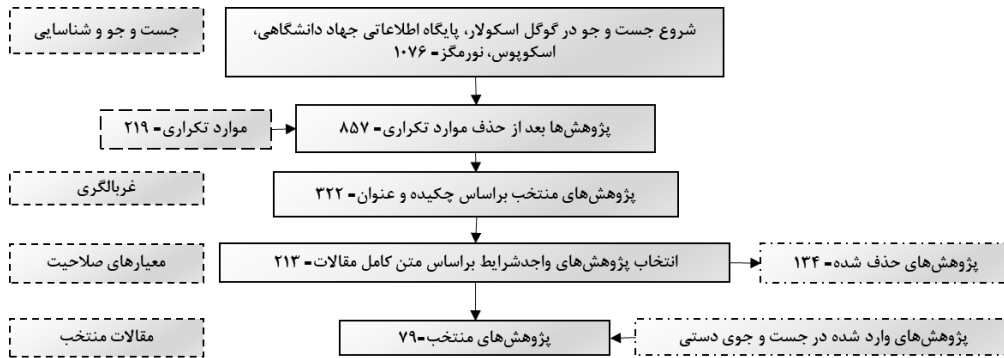 جست و جو و شناسایی
شروع جست و جو در گوگل اسکولار، پایگاه اطلاعاتی جهاد دانشگاهی،
اسکوپوس، نورمگز- ۱۰۷۶
موارد تکراری- ۲۱۹
پژوهش‌ها بعد از حذف موارد تکراری- ۸۵۷
غربالگری
پژوهش‌های منتخب براساس چکیده و عنوان- ۳۲۲
معیارهای صلاحیت
انتخاب پژوهش‌های واجدشرایط براساس متن کامل مقالات- ۲۱۳
پژوهش‌های حذف شده- ۱۳۴
مقالات منتخب
پژوهش‌های منتخب-۷۹
پژوهش‌های وارد شده در جست و جوی دستی